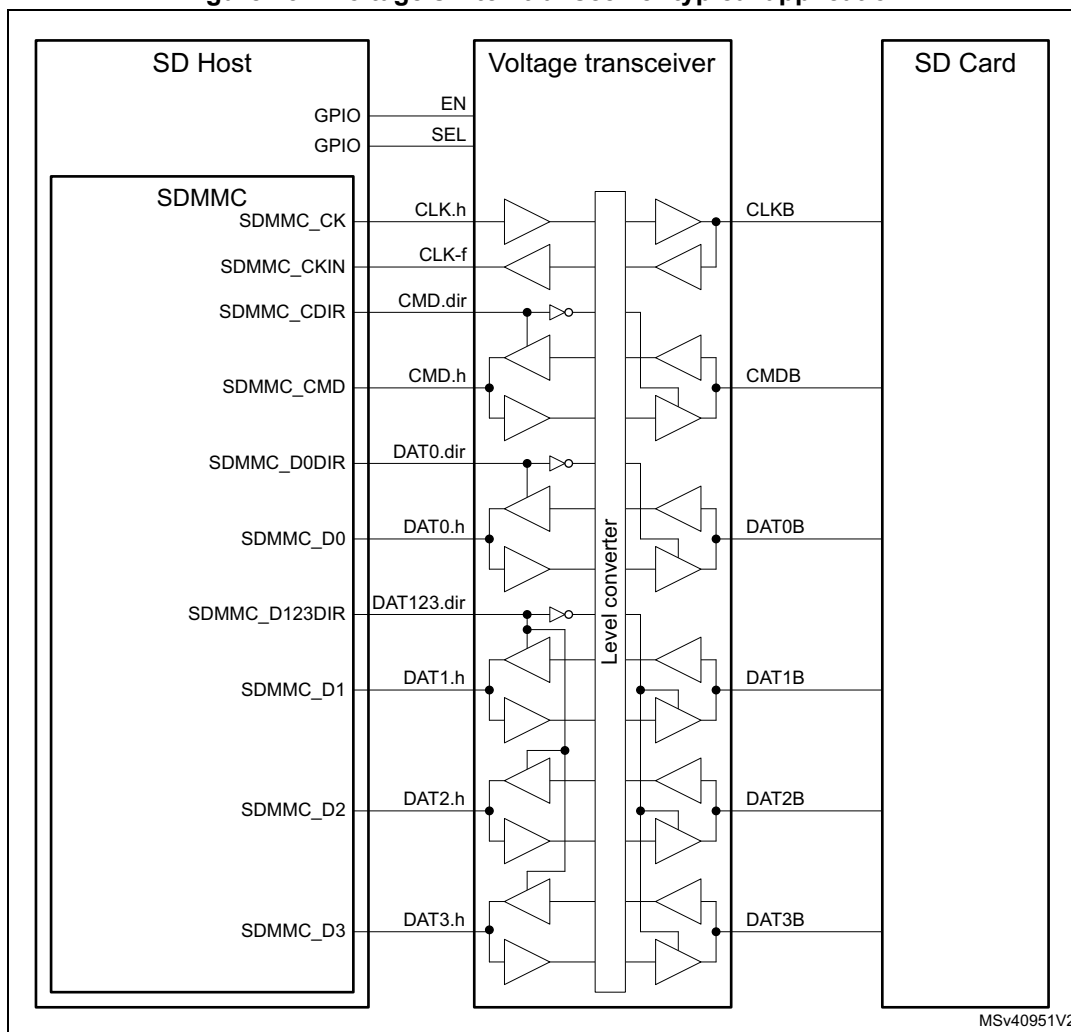 SD Host
Voltage transceiver
SD Card
GPIO
EN
GPIO
SEL
SDMMC
SDMMC_CK
CLK.h
CLKB
SDMMC_CKIN
CLK-f
SDMMC_CDIR
CMD.dir
SDMMC_CMD
CMD.h
CMDB
SDMMC_D0DIR
DAT0.dir
SDMMC_D0
DAT0.h
DAT0B
Level converter
SDMMC_D123DIR
DAT123.dir
SDMMC_D1
DAT1.h
DAT1B
SDMMC_D2
DAT2.h
DAT2B
SDMMC_D3
DAT3.h
DAT3B
MSv40951V2